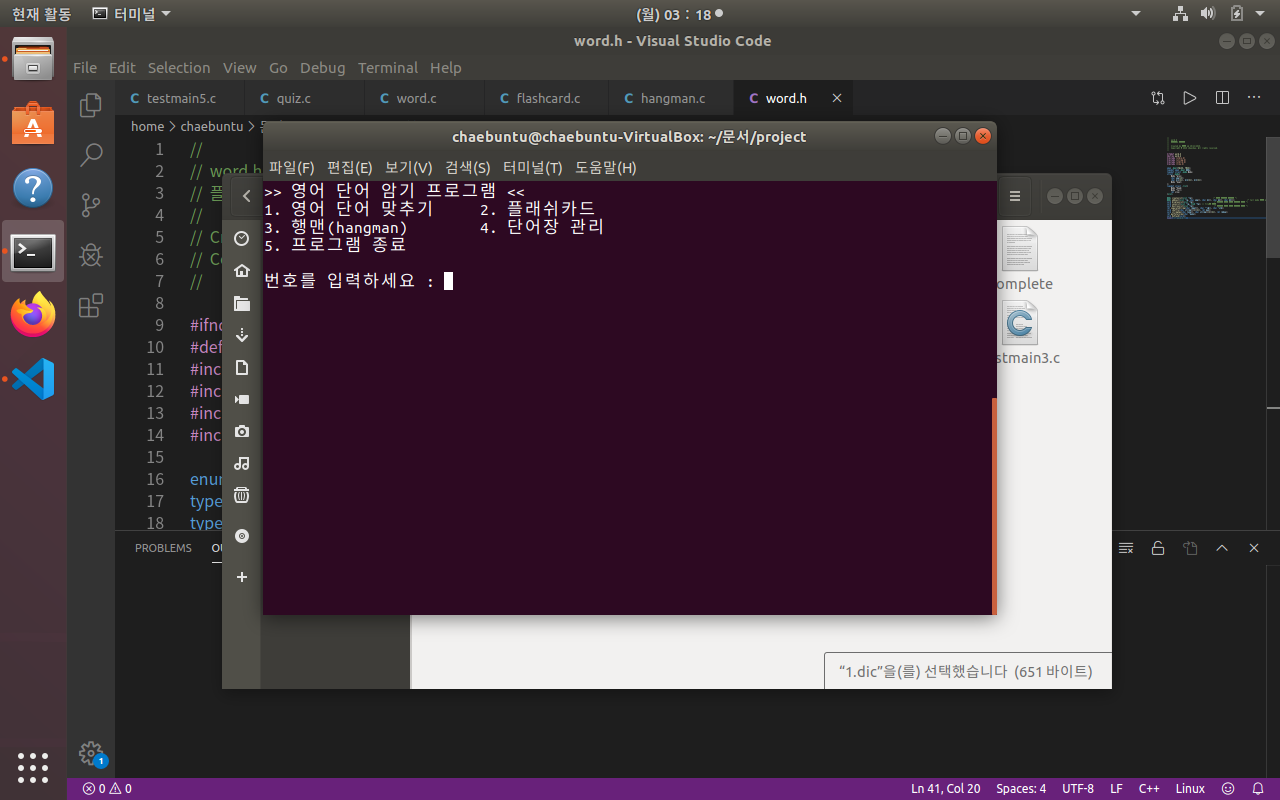 현재 활동 터미널 (월) 03 : 18
word.h - Visual Studio Code
File Edit Selection View Go Debug Terminal Help
testmain5.c quiz.c word.c flashcard.c hangman.c word.h
home > chaebuntu >
chaebuntu@chaebuntu-VirtualBox: ~/문서/project
파일(F) 편집(E) 보기(V) 검색(S) 터미널(T) 도움말(H)
>> 영어 단어 암기 프로그램 <<
1. 영어 단어 맞추기 2. 플래쉬카드
3. 행맨(hangman) 4. 단어장 관리
5. 프로그램 종료
번호를 입력하세요 :
1 //
2 // word.h
3 // 플
4 //
5 // C
6 // C
7 //
8
9 #ifn
10 #def
11 #inc
12 #inc
13 #inc
14 #inc
15
16 enu
17 type
18 type
omplete
stmain3.c
PROBLEMS OU
“1.dic”을(를) 선택했습니다 (651 바이트)
1
0 0 Ln 41, Col 20 Spaces: 4 UTF-8 LF C++ Linux